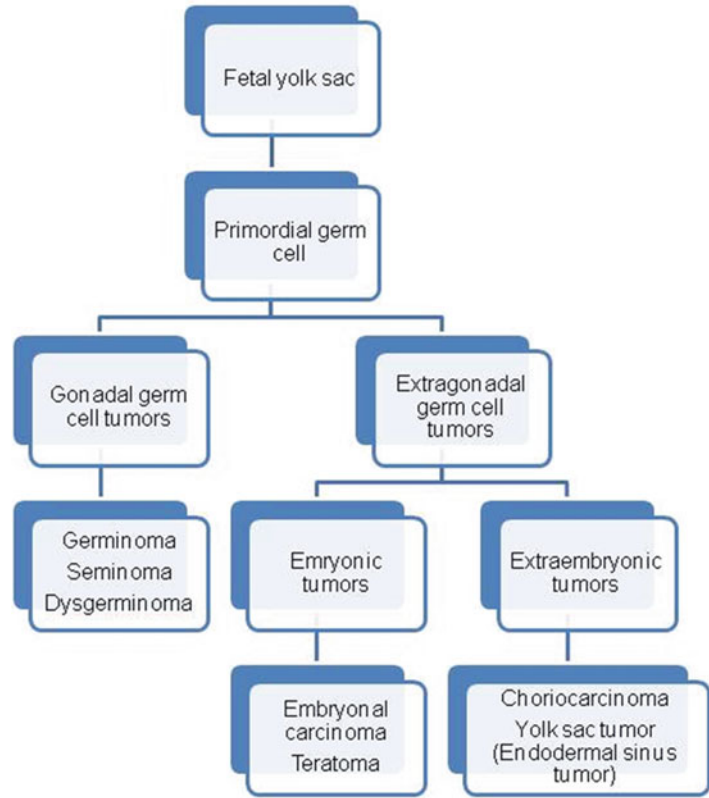 Fetal yolk sac
Primordial germ
cell
Gonadal germ
cell tumors
Extragonadal
germ cell
tumors
Germinoma
Seminoma
Dysgerminoma
Emryonic
tumors
Extraembryonic
tumors
Embryonal
carcinoma
Teratoma
Choriocarcinoma
Yolk sac tumor
(Endodermal sinus
tumor)